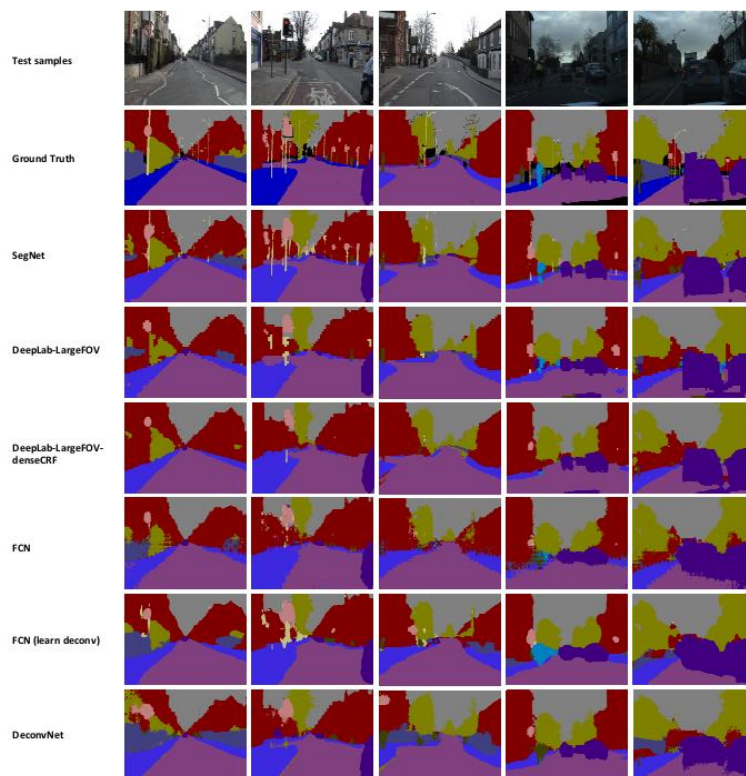 Test samples
Ground Truth
SegNet
DeepLab-LargeFOV
DeepLab-LargeFOV-
denseCRF
FCN
FCN (learn deconv)
DeconvNet